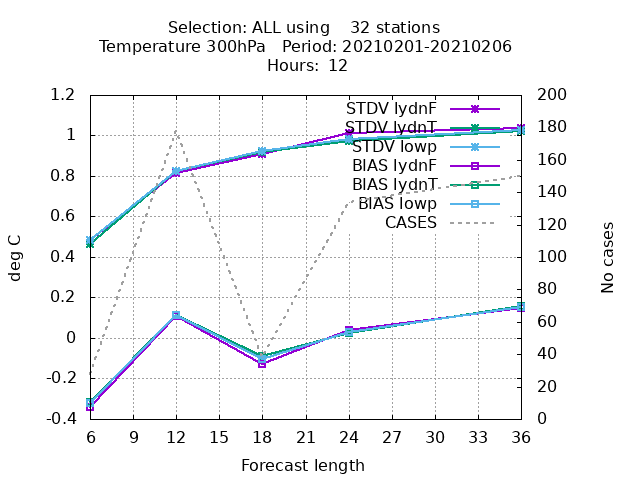 Selection: ALL using 32 stations
Temperature 300hPa Period: 20210201-20210206
Hours: 12
1.2
1
0.8
0.6
0.4
0.2
0
-0.2
-0.4
deg C
STDV lydnF
STDV lydnT
STDV lowp
BIAS lydnF
BIAS lydnT
BIAS lowp
CASES
200
180
160
140
120
100
80
60
40
20
0
No cases
6 9 12 15 18 21 24 27 30 33 36
Forecast length